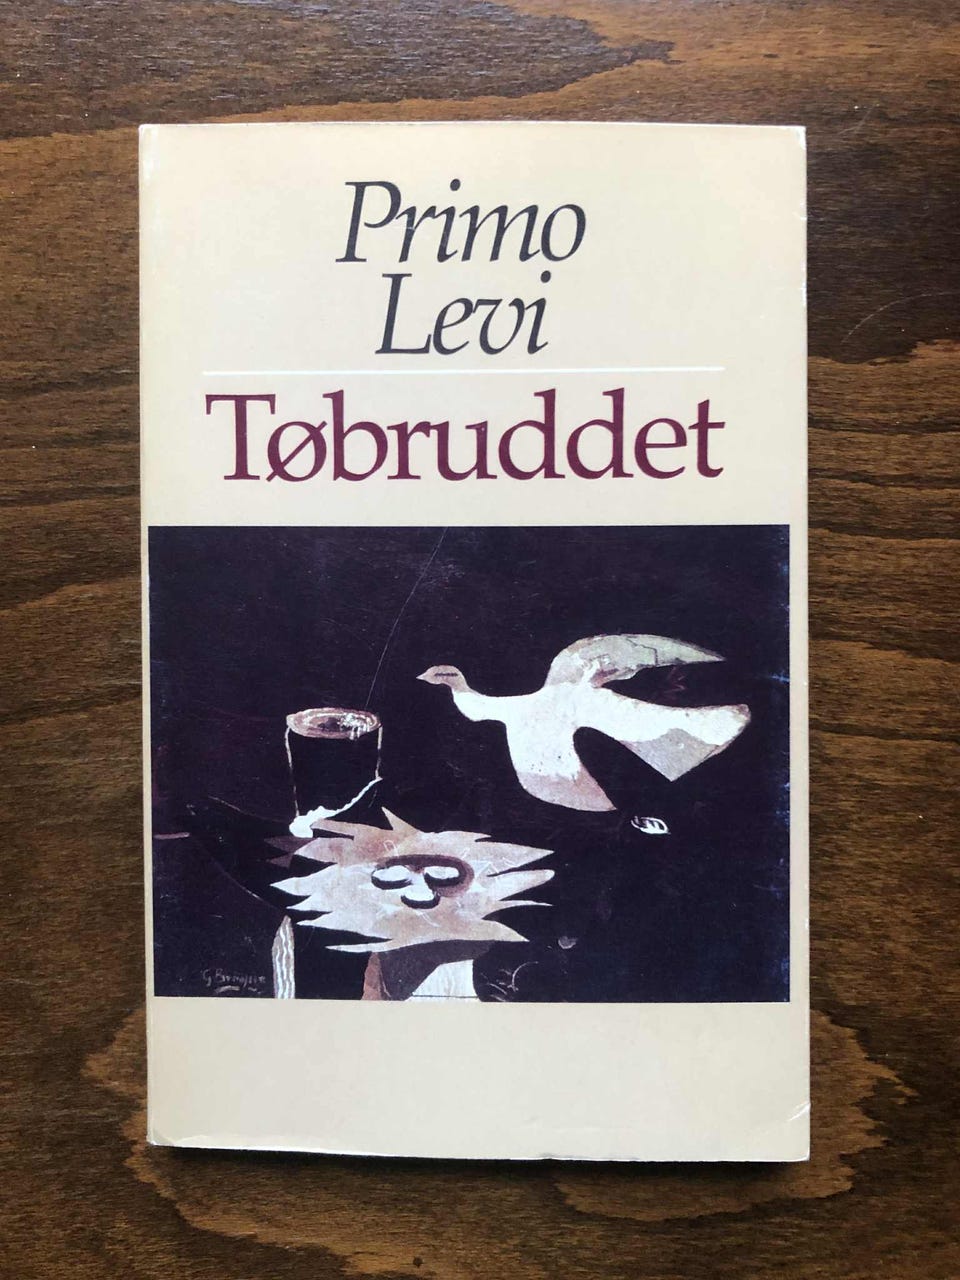 Primo
Levi
Tøbruddet
G Braque